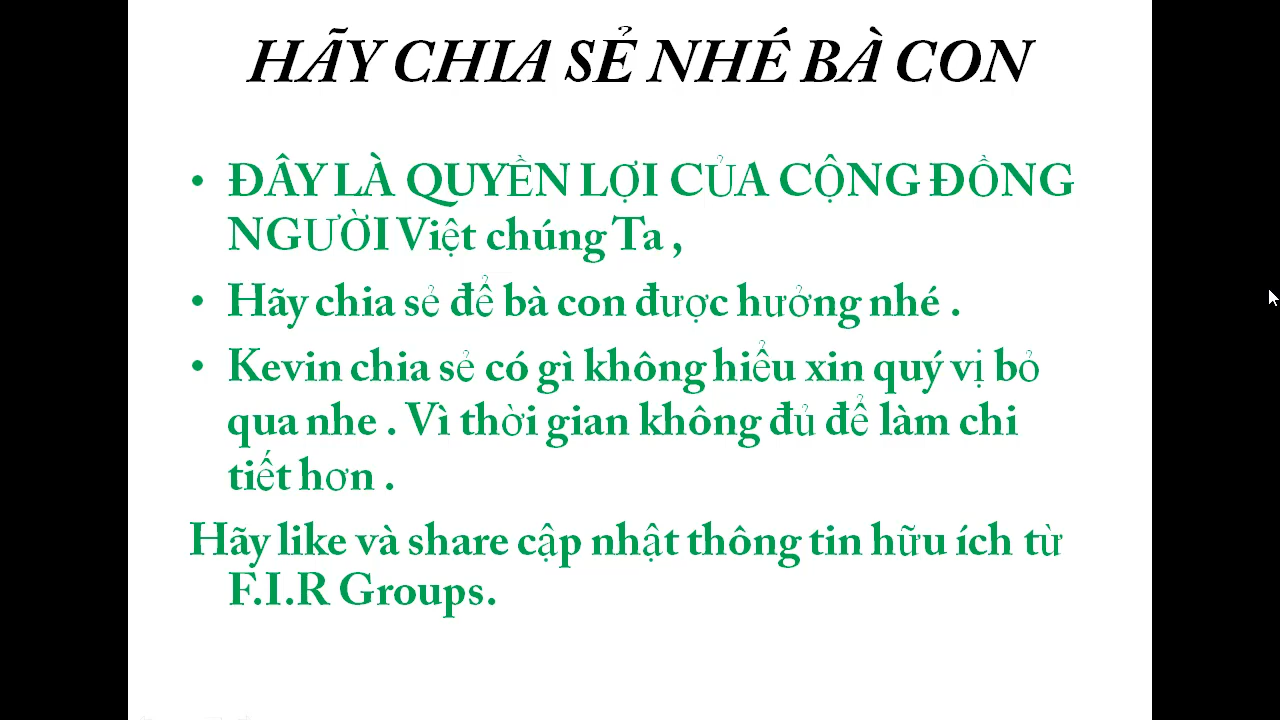 HÃY CHIA SẺ NHÉ BÀ CON
• ĐÂY LÀ QUYỀN LỢI CỦA CỘNG ĐỒNG
NGƯỜI Việt chúng Ta ,
• Hãy chia sẻ để bà con được hưởng nhé .
• Kevin chia sẻ có gì không hiểu xin quý vị bỏ
qua nhe . Vì thời gian không đủ để làm chi
tiết hơn .
Hãy like và share cập nhật thông tin hữu ích từ
F.I.R Groups.